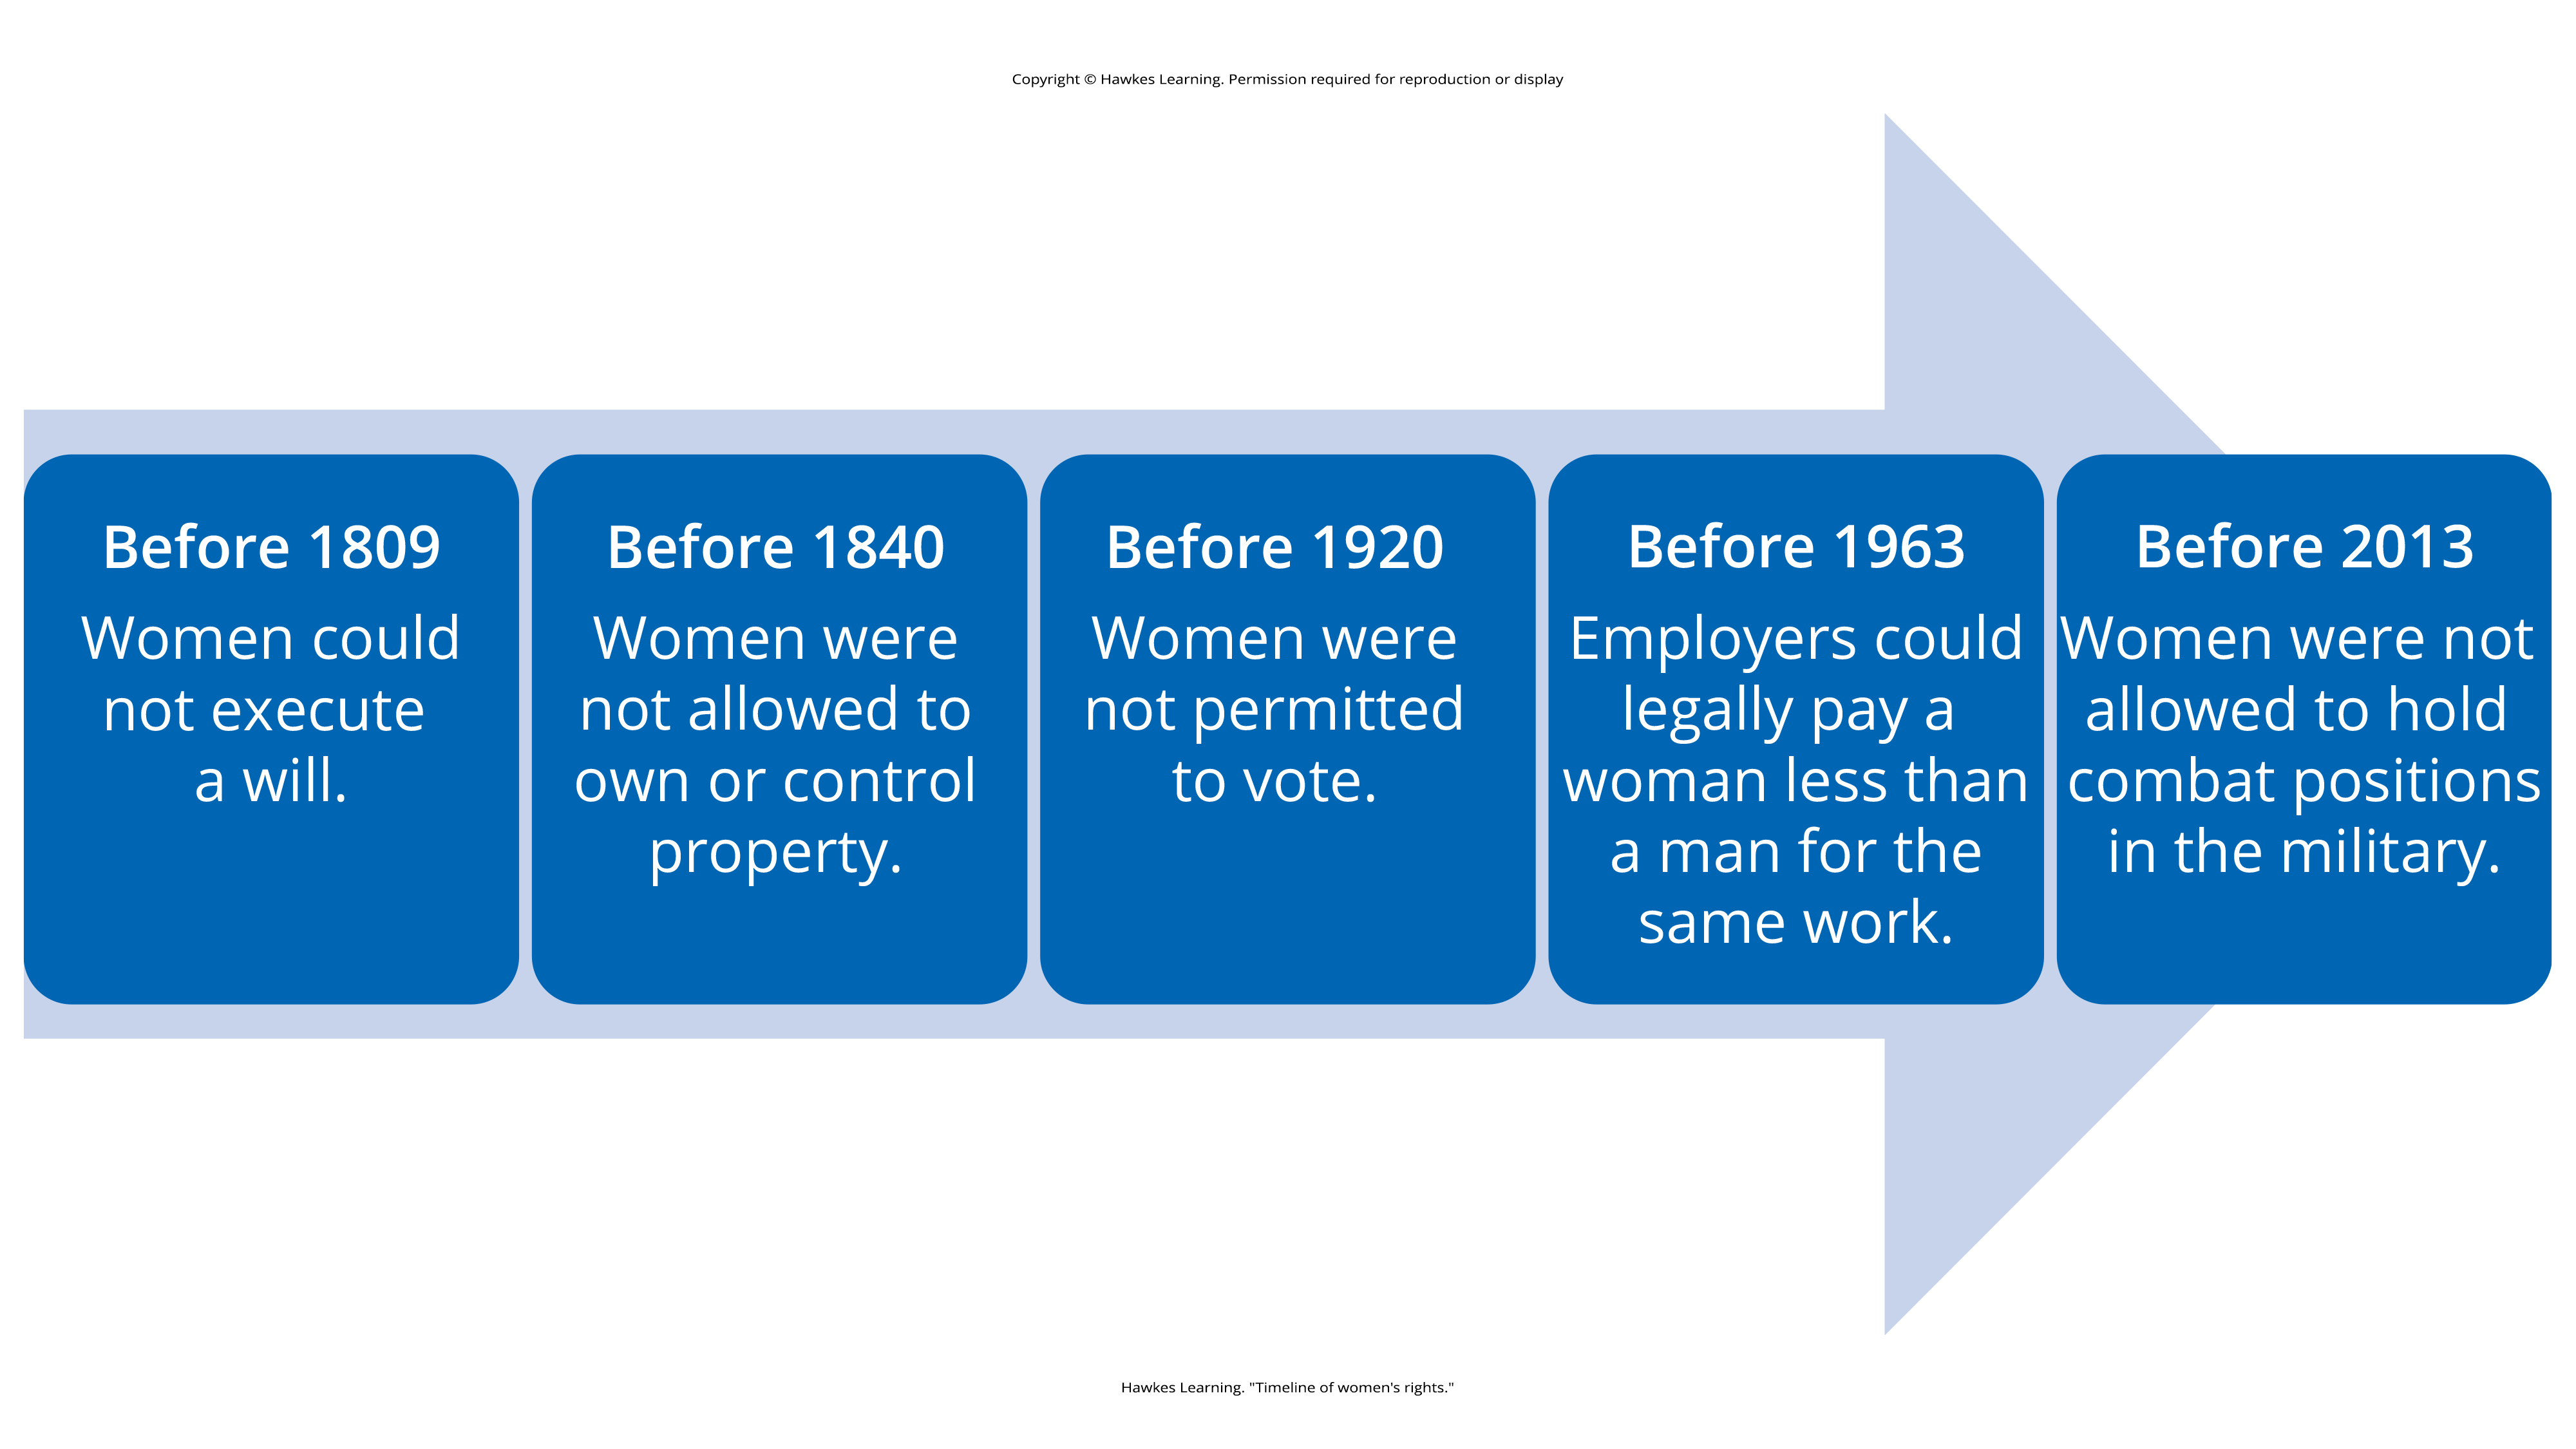 Copyright © Hawkes Learning. Permission required for reproduction or display
Before 1809
Women could
not execute
a will.
Before 1840
Women were
not allowed to
own or control
property.
Before 1920
Women were
not permitted
to vote.
Before 1963
Employers could
legally pay a
woman less than
a man for the
same work.
Before 2013
Women were not
allowed to hold
combat positions
in the military.
Hawkes Learning. "Timeline of women's rights."